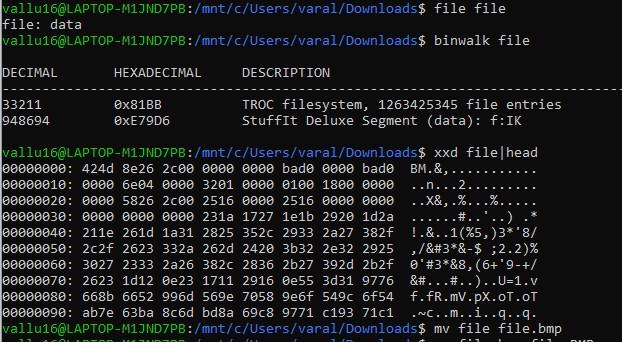 vallu16@LAPTOP-M1JND7PB:/mnt/c/Users/varal/Downloads$ file file
file: data
vallu16@LAPTOP-M1JND7PB:/mnt/c/Users/varal/Downloads$ binwalk file
DECIMAL       HEXADECIMAL     DESCRIPTION
--------------------------------------------------------------------------------
33211         0x81BB          TROC filesystem, 1263425345 file entries
948694        0xE79D6         StuffIt Deluxe Segment (data): f:IK
vallu16@LAPTOP-M1JND7PB:/mnt/c/Users/varal/Downloads$ xxd file|head
00000000: 424d 8e26 2c00 0000 0000 bad0 0000 bad0  BM.&,...........
00000010: 0000 6e04 0000 3201 0000 0100 1800 0000  ..n...2.........
00000020: 0000 5826 2c00 2516 0000 2516 0000 0000  ..X&,.%...%.....
00000030: 0000 0000 0000 231a 1727 1e1b 2920 1d2a  ......#..'..) .*
00000040: 211e 261d 1a31 2825 352c 2933 2a27 382f  !.&..1(%5,)3*'8/
00000050: 2c2f 2623 332a 262d 2420 3b32 2e32 2925  ,/&#3*&-$ ;2.2)%
00000060: 3027 2333 2a26 382c 2836 2b27 392d 2b2f  0'#3*&8,(6+'9-+/
00000070: 2623 1d12 0e23 1711 2916 0e55 3d31 9776  &#...#..)..U=1.v
00000080: 668b 6652 996d 569e 7058 9e6f 549c 6f54  f.fR.mV.pX.oT.oT
00000090: ab7e 63ba 8c6d bd8a 69c8 9771 c193 71c1  .~c..m..i..q..q.
vallu16@LAPTOP-M1JND7PB:/mnt/c/Users/varal/Downloads$ mv file file.bmp